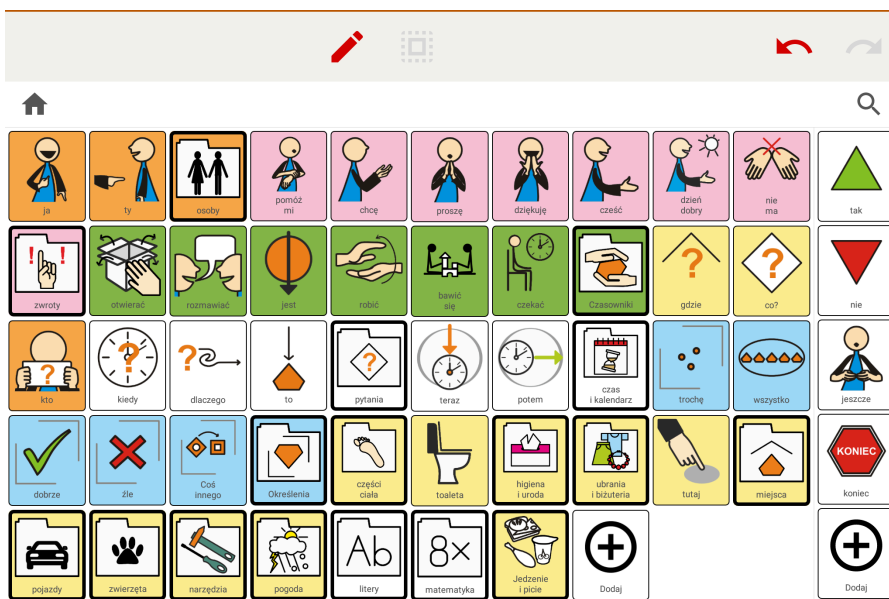 ja
ty
osoby
pomóż
mi
chcę
proszę
dziękuję
cześć
dzień
dobry
nie
ma
tak
! !
zwroty
otwierać
rozmawiać
jest
robić
bawić
się
czekać
Czasowniki
?
gdzie
?
co?
nie
?
kto
?
kiedy
?
dlaczego
to
?
pytania
teraz
potem
czas
i kalendarz
trochę
wszystko
jeszcze
dobrze
źle
Coś
innego
Określenia
części
ciała
toaleta
higiena
i uroda
ubrania
i biżuteria
tutaj
miejsca
KONIEC
koniec
pojazdy
zwierzęta
narzędzia
pogoda
Ab
litery
8×
matematyka
Jedzenie
i picie
Dodaj
Dodaj